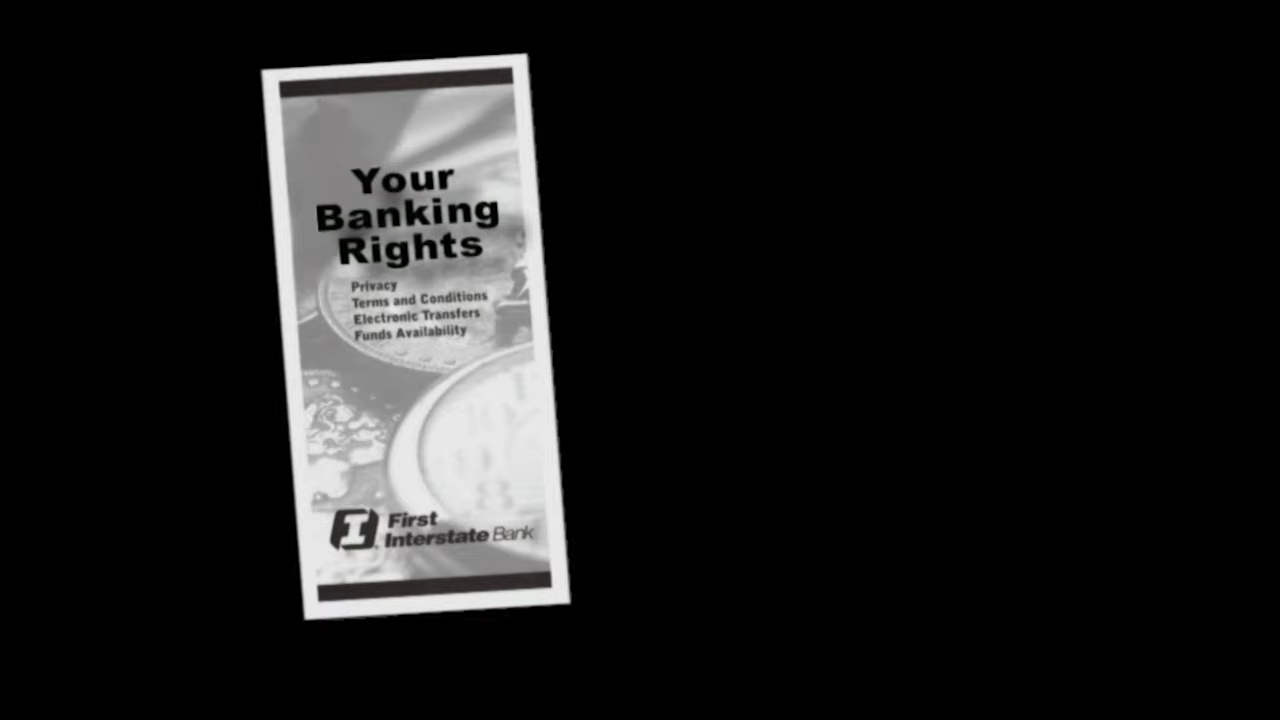 Your
Banking
Rights
Privacy
Terms and Conditions
Electronic Transfers
Funds Availability
First
Interstate Bank